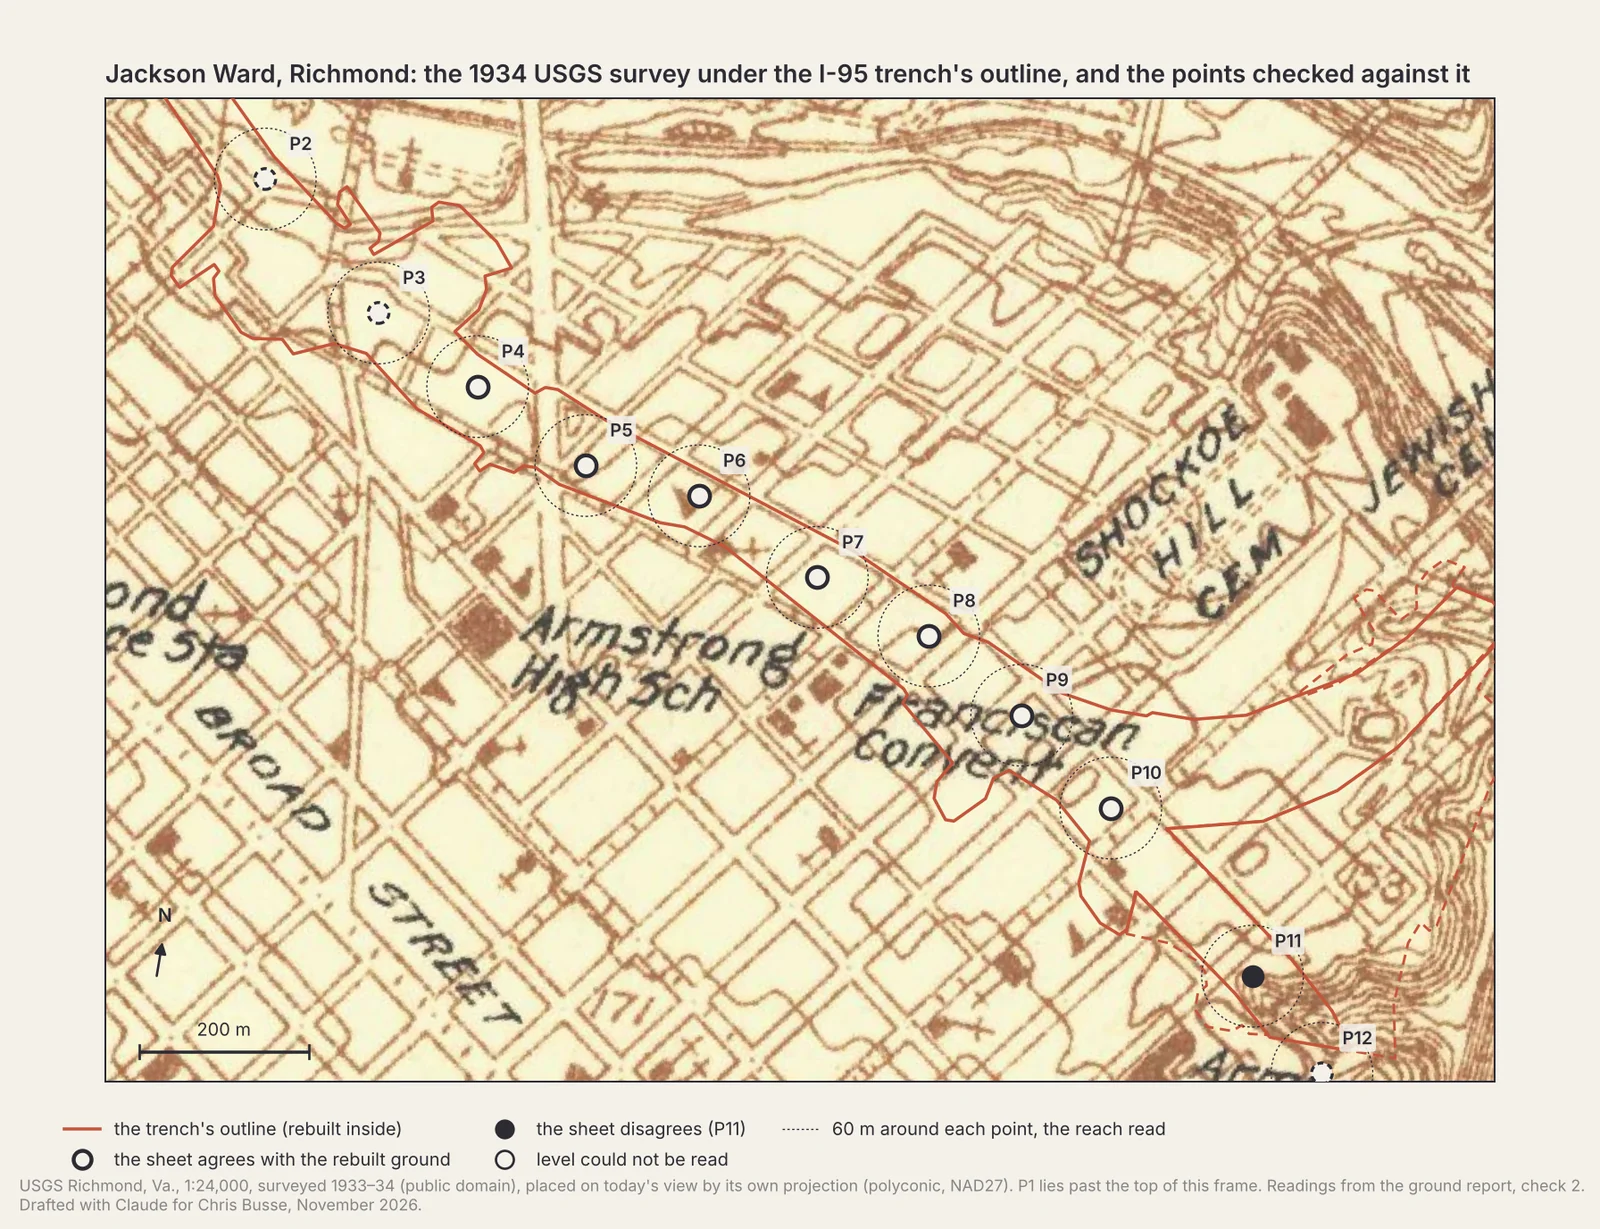 Jackson Ward, Richmond: the 1934 USGS survey under the I-95 trench's outline, and the points checked against it
P2
P3
P4
P5
P6
P7
P8
P9
P10
P11
P12
SHOCKOE
HILL
CEM
JEWISH
CEM
ond
ce Sta
Armstrong
High Sch
Franciscan
Convent
BROAD
STREET
171
N
200 m
the trench's outline (rebuilt inside)
the sheet disagrees (P11)
60 m around each point, the reach read
the sheet agrees with the rebuilt ground
level could not be read
USGS Richmond, Va., 1:24,000, surveyed 1933–34 (public domain), placed on today's view by its own projection (polyconic, NAD27). P1 lies past the top of this frame. Readings from the ground report, check 2.
Drafted with Claude for Chris Busse, November 2026.